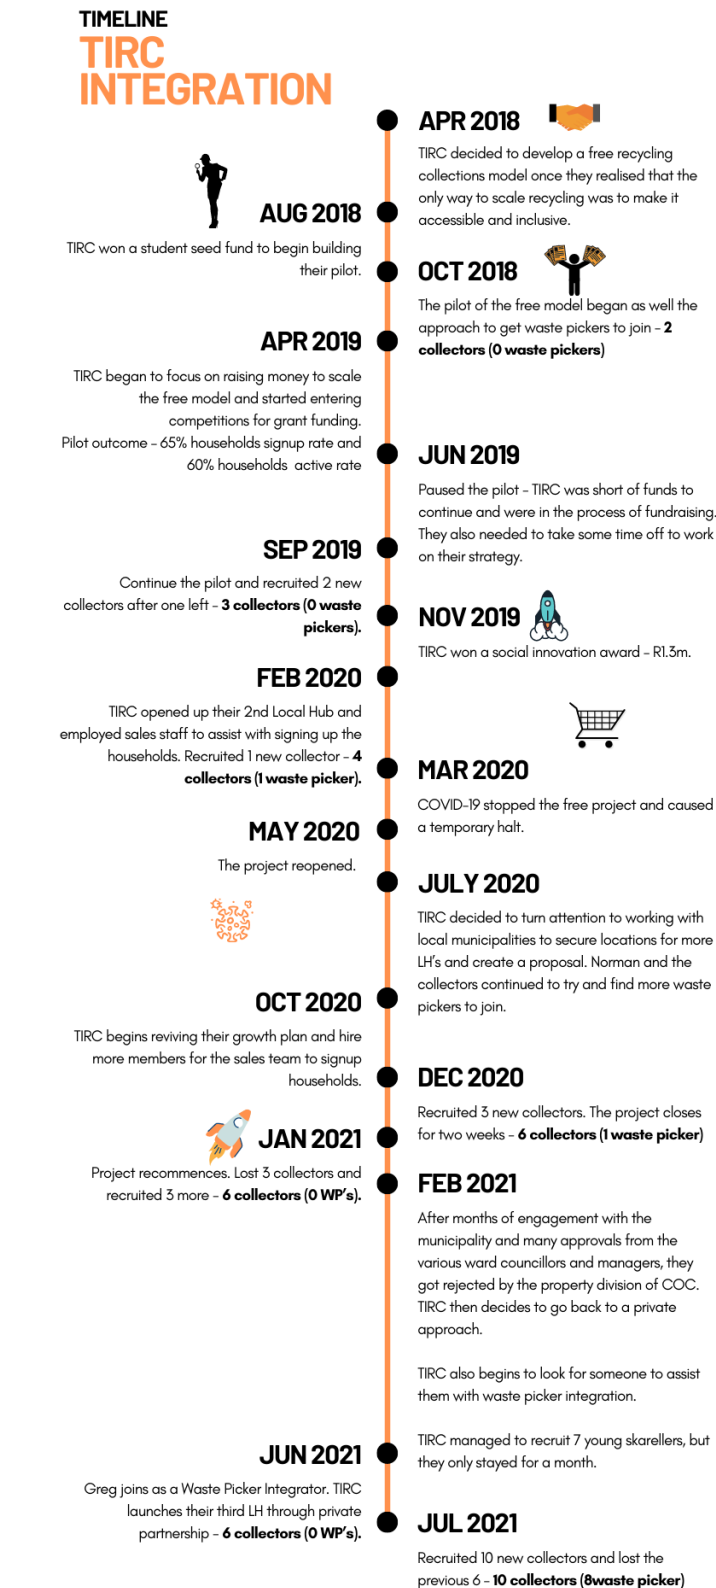 TIMELINE
TIRC
INTEGRATION
APR 2018
TIRC decided to develop a free recycling
collections model once they realised that the
only way to scale recycling was to make it
accessible and inclusive.
AUG 2018
TIRC won a student seed fund to begin building
their pilot.
OCT 2018
The pilot of the free model began as well the
approach to get waste pickers to join - 2
collectors (0 waste pickers)
APR 2019
TIRC began to focus on raising money to scale
the free model and started entering
competitions for grant funding.
Pilot outcome - 65% households signup rate and
60% households active rate
JUN 2019
Paused the pilot - TIRC was short of funds to
continue and were in the process of fundraising.
They also needed to take some time off to work
on their strategy.
SEP 2019
Continue the pilot and recruited 2 new
collectors after one left - 3 collectors (0 waste
pickers).
NOV 2019
TIRC won a social innovation award - R1.3m.
FEB 2020
TIRC opened up their 2nd Local Hub and
employed sales staff to assist with signing up the
households. Recruited 1 new collector - 4
collectors (1 waste picker).
MAR 2020
COVID-19 stopped the free project and caused
a temporary halt.
MAY 2020
The project reopened.
JULY 2020
TIRC decided to turn attention to working with
local municipalities to secure locations for more
LH's and create a proposal. Norman and the
collectors continued to try and find more waste
pickers to join.
OCT 2020
TIRC begins reviving their growth plan and hire
more members for the sales team to signup
households.
DEC 2020
Recruited 3 new collectors. The project closes
for two weeks - 6 collectors (1 waste picker)
JAN 2021
Project recommences. Lost 3 collectors and
recruited 3 more - 6 collectors (0 WP's).
FEB 2021
After months of engagement with the
municipality and many approvals from the
various ward councillors and managers, they
got rejected by the property division of COC.
TIRC then decides to go back to a private
approach.
TIRC also begins to look for someone to assist
them with waste picker integration.
TIRC managed to recruit 7 young skarellers, but
they only stayed for a month.
JUN 2021
Greg joins as a Waste Picker Integrator. TIRC
launches their third LH through private
partnership - 6 collectors (0 WP's).
JUL 2021
Recruited 10 new collectors and lost the
previous 6 - 10 collectors (8waste picker)